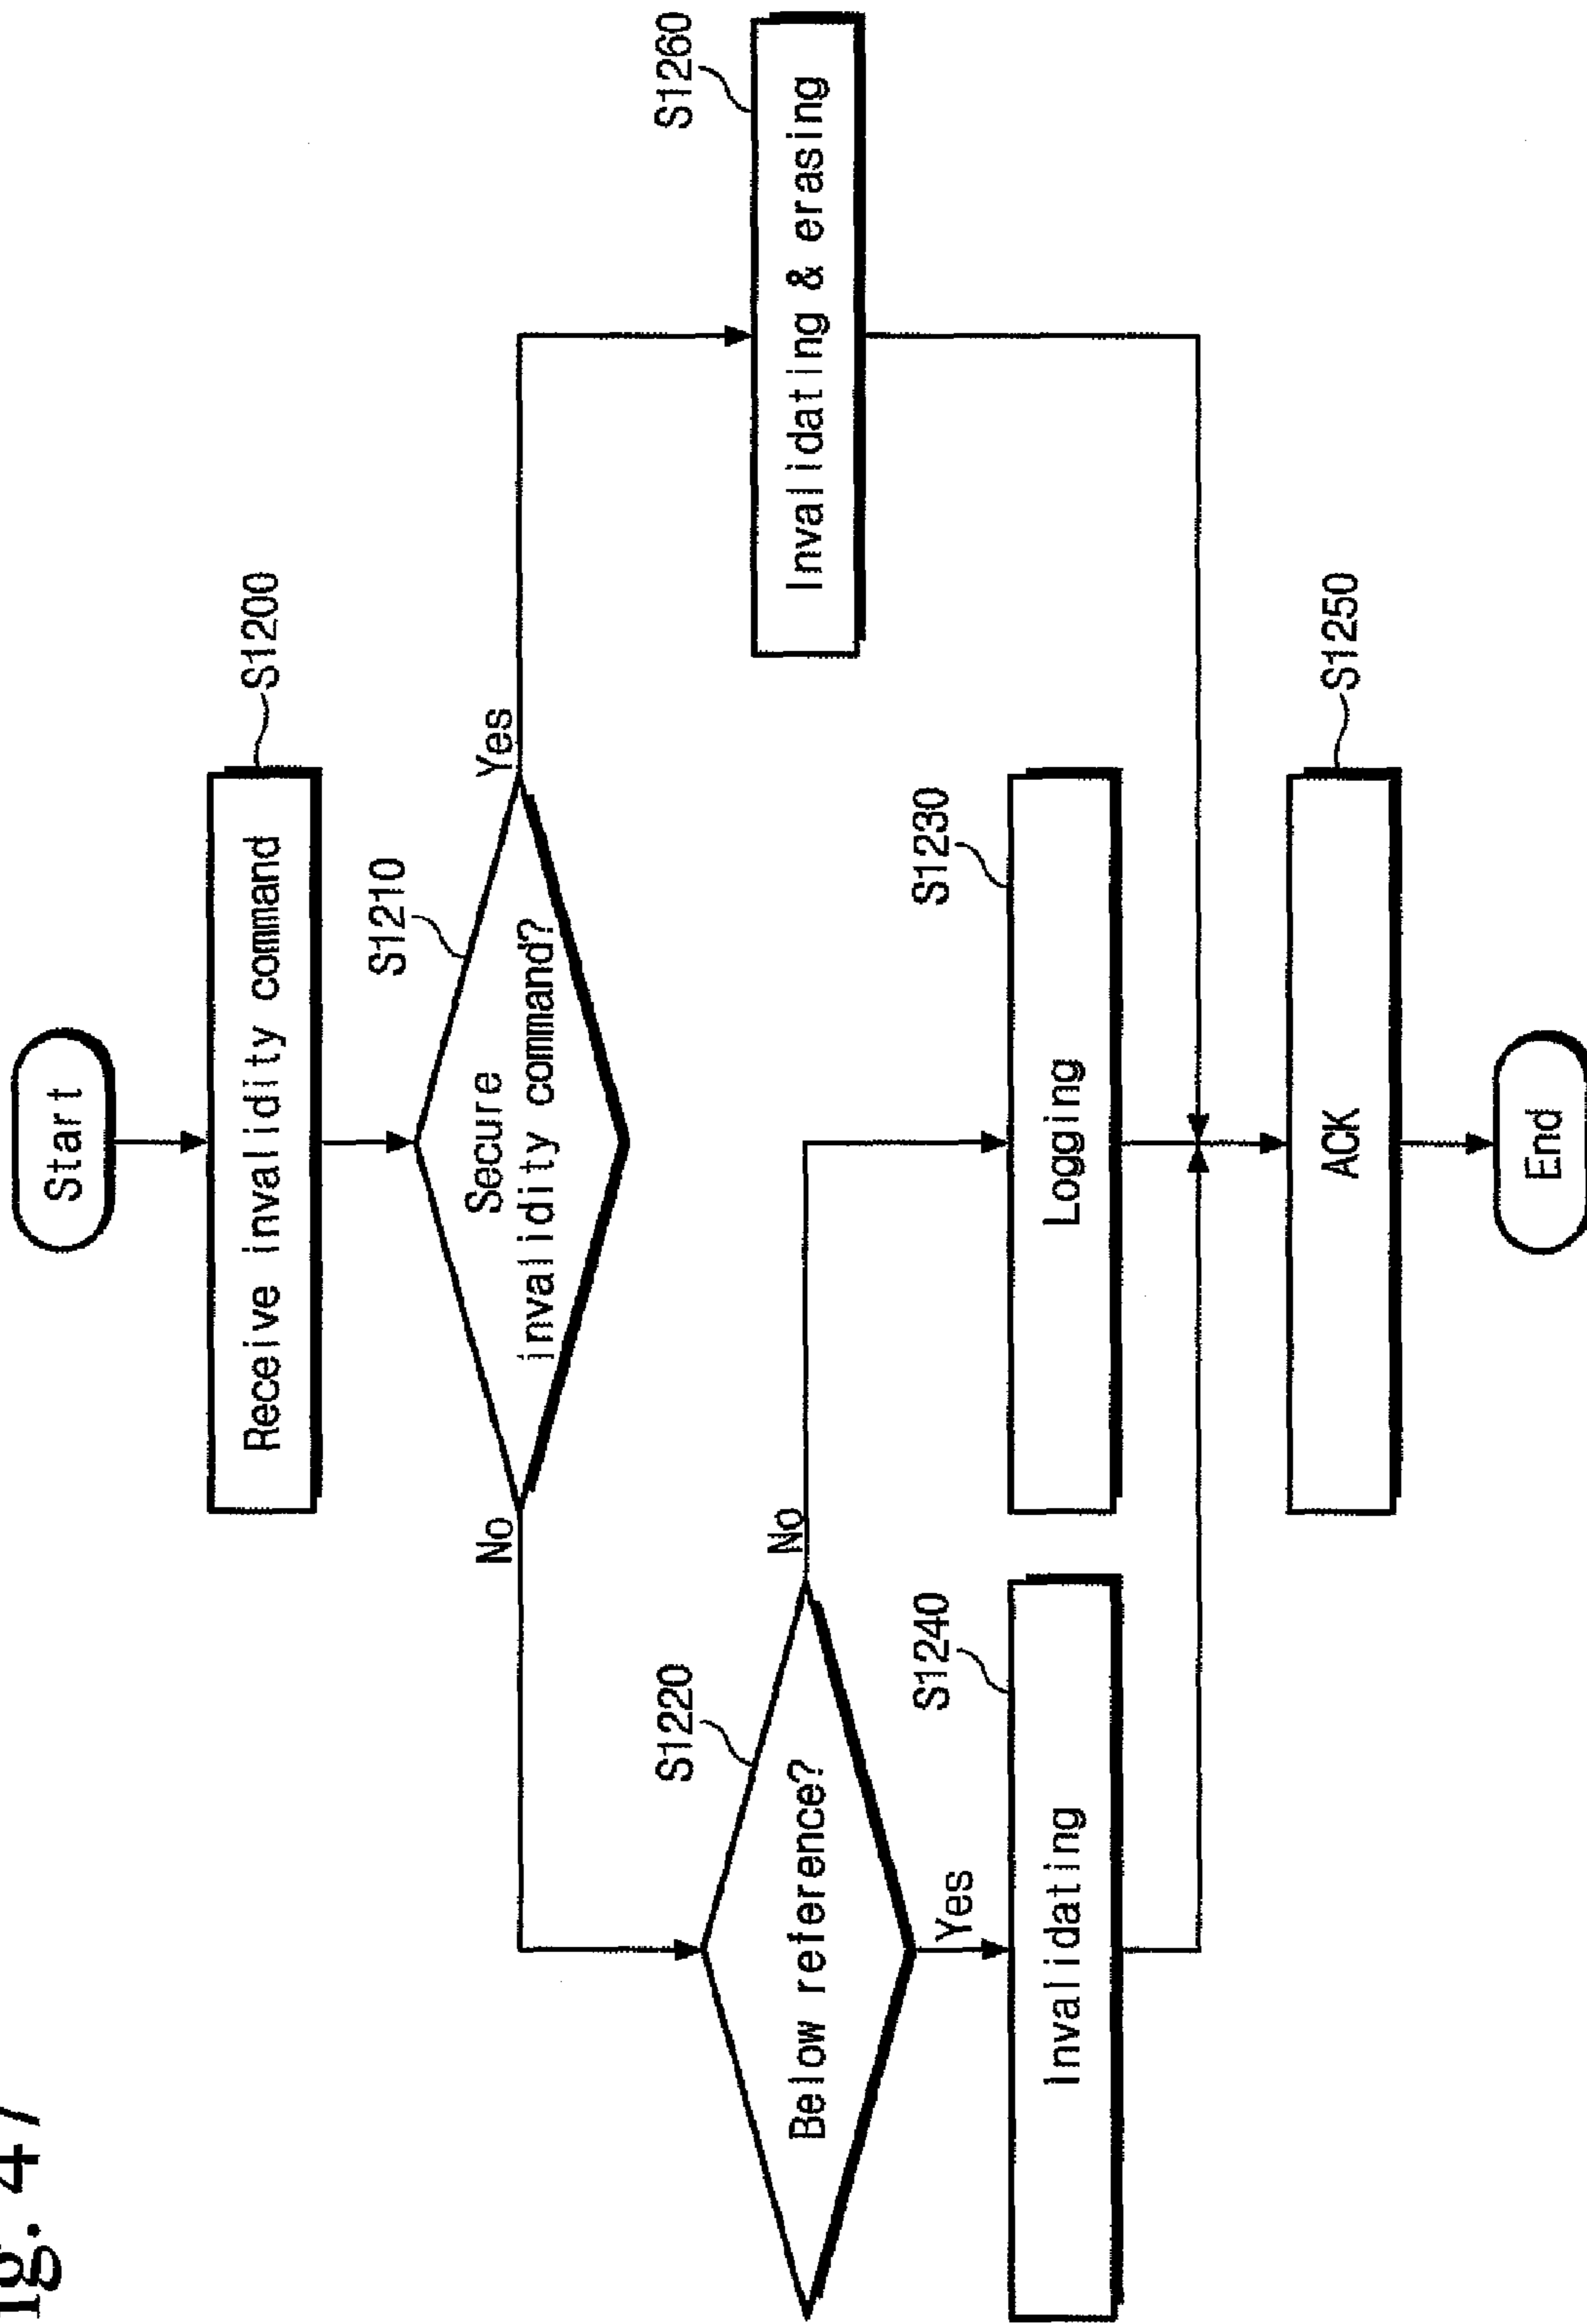 ig. 47
Start
Receive invalidity command
S1200
Secure
invalidity command?
S1210
No
Yes
Below reference?
S1220
No
Yes
Invalidating & erasing
S1260
Invalidating
S1240
Logging
S1230
ACK
S1250
End